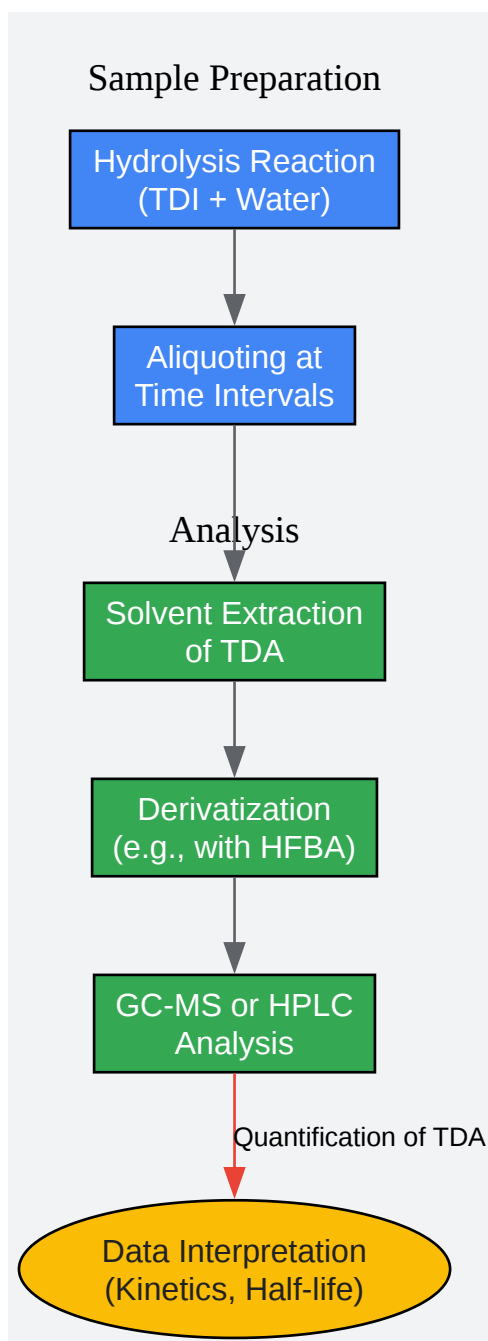 Sample Preparation
Hydrolysis Reaction
(TDI + Water)
Aliquoting at
Time Intervals
Analysis
Solvent Extraction
of TDA
Derivatization
(e.g., with HFBA)
GC-MS or HPLC
Analysis
Quantification of TDA
Data Interpretation
(Kinetics, Half-life)